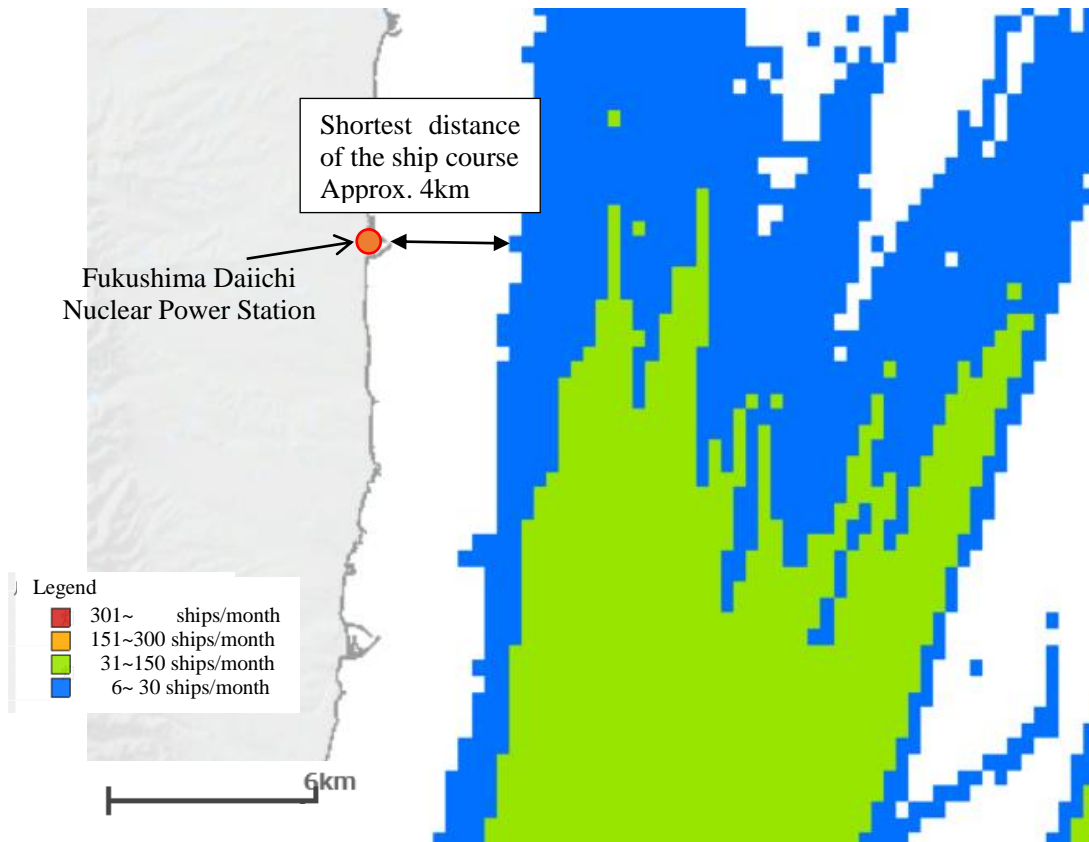 Shortest distance
of the ship course
Approx. 4km
Fukushima Daiichi
Nuclear Power Station
Legend
301~ ships/month
151~300 ships/month
31~150 ships/month
6~ 30 ships/month
6km